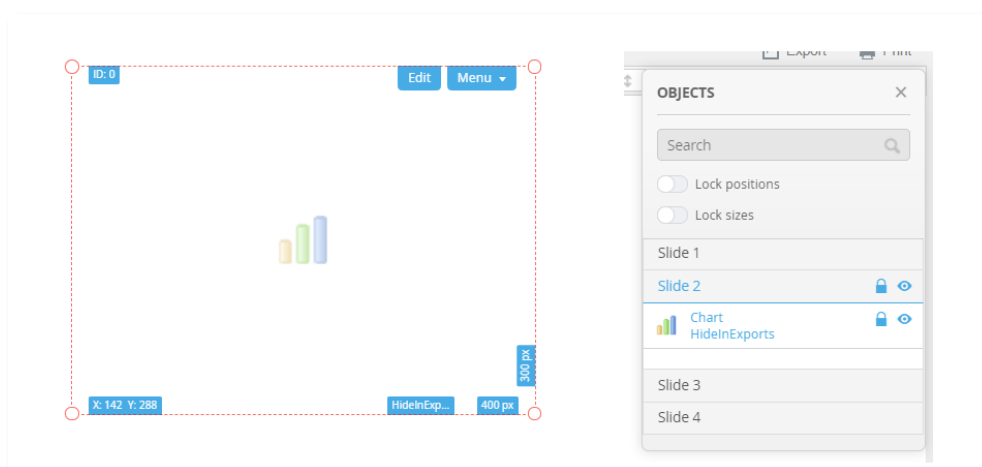 ID: 0
Edit
Menu
300 px
X: 142 Y: 288
HideInExp...
400 px
Export
Print
OBJECTS
Search
Lock positions
Lock sizes
Slide 1
Slide 2
Chart
HideInExports
Slide 3
Slide 4